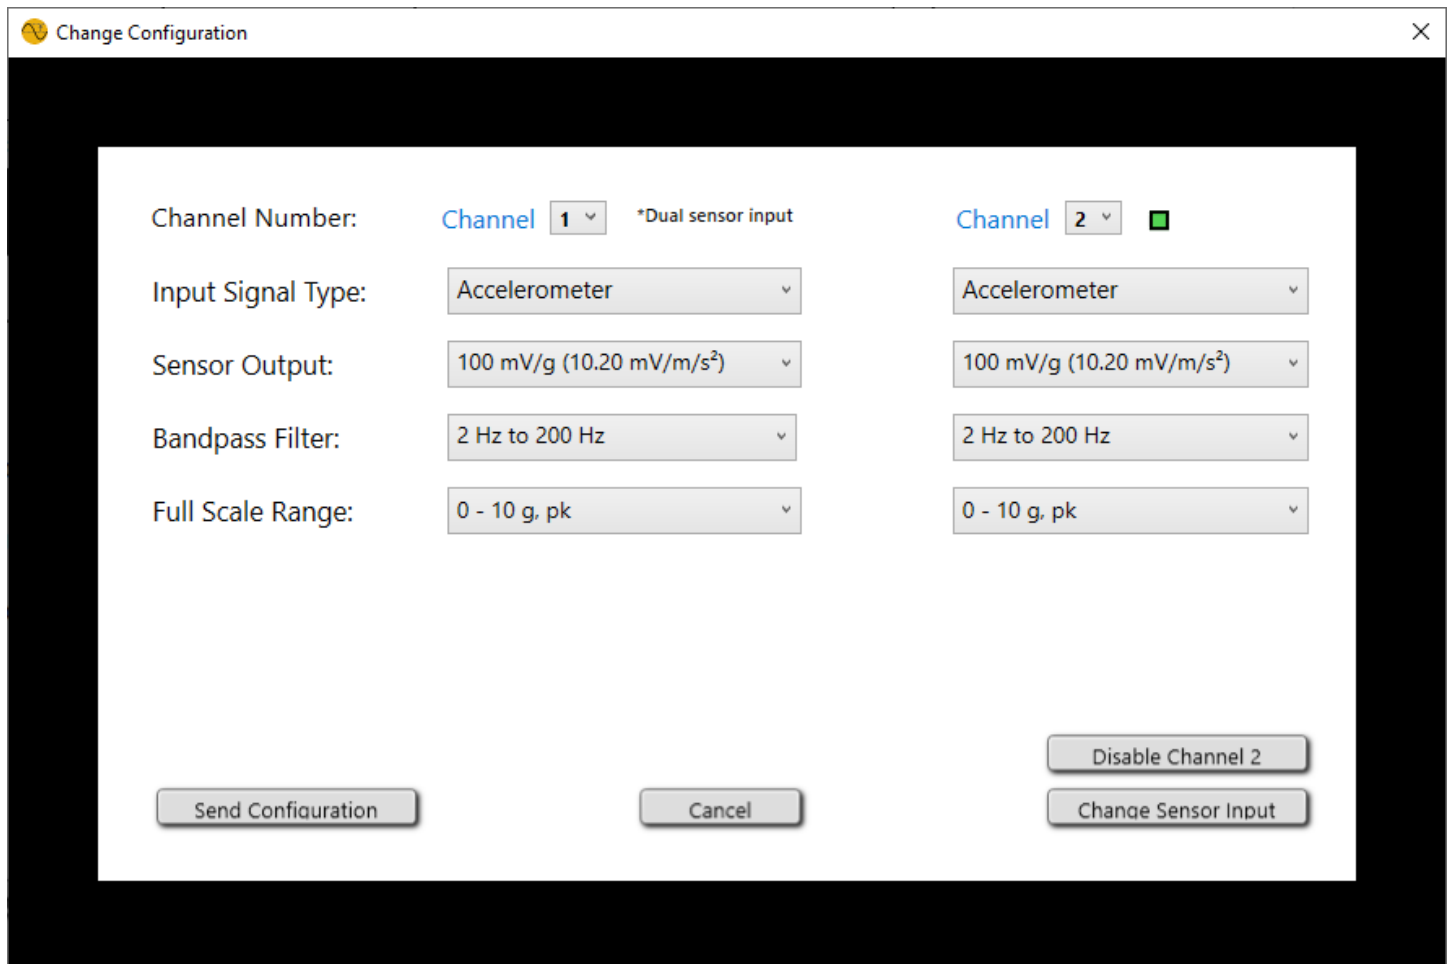 Change Configuration
Channel Number: Channel 1 *Dual sensor input Channel 2
Input Signal Type: Accelerometer Accelerometer
Sensor Output: 100 mV/g (10.20 mV/m/s²) 100 mV/g (10.20 mV/m/s²)
Bandpass Filter: 2 Hz to 200 Hz 2 Hz to 200 Hz
Full Scale Range: 0 - 10 g, pk 0 - 10 g, pk
Disable Channel 2
Send Configuration Cancel Change Sensor Input